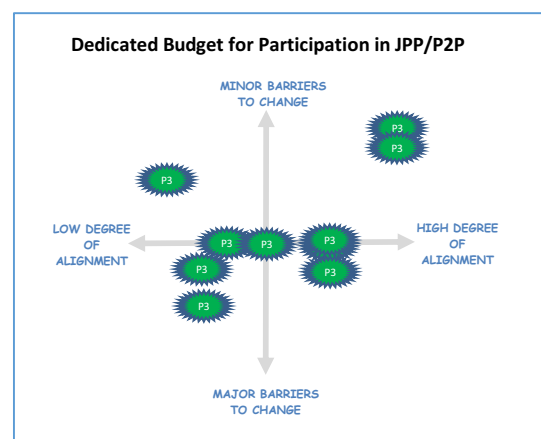 Dedicated Budget for Participation in JPP/P2P
MINOR BARRIERS
TO CHANGE
P3
P3
P3
LOW DEGREE
OF
ALIGNMENT
P3
P3
P3
HIGH DEGREE
OF
ALIGNMENT
P3
P3
P3
MAJOR BARRIERS
TO CHANGE